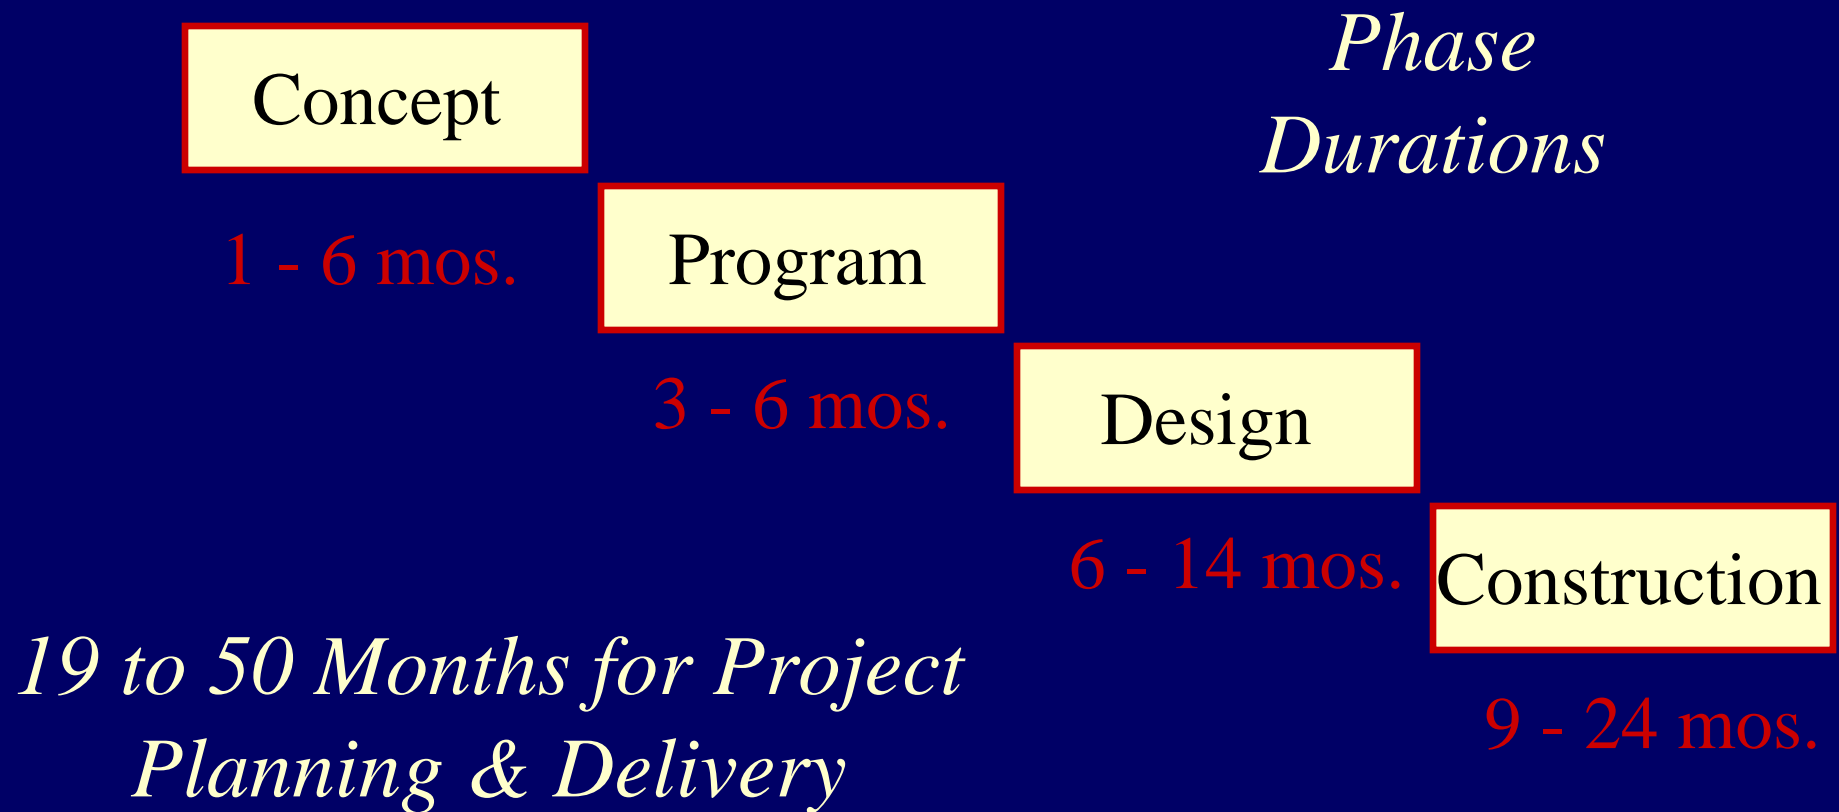 Phase
Durations
Concept
1 - 6 mos.
Program
3 - 6 mos.
Design
6 - 14 mos.
Construction
9 - 24 mos.
19 to 50 Months for Project
Planning & Delivery